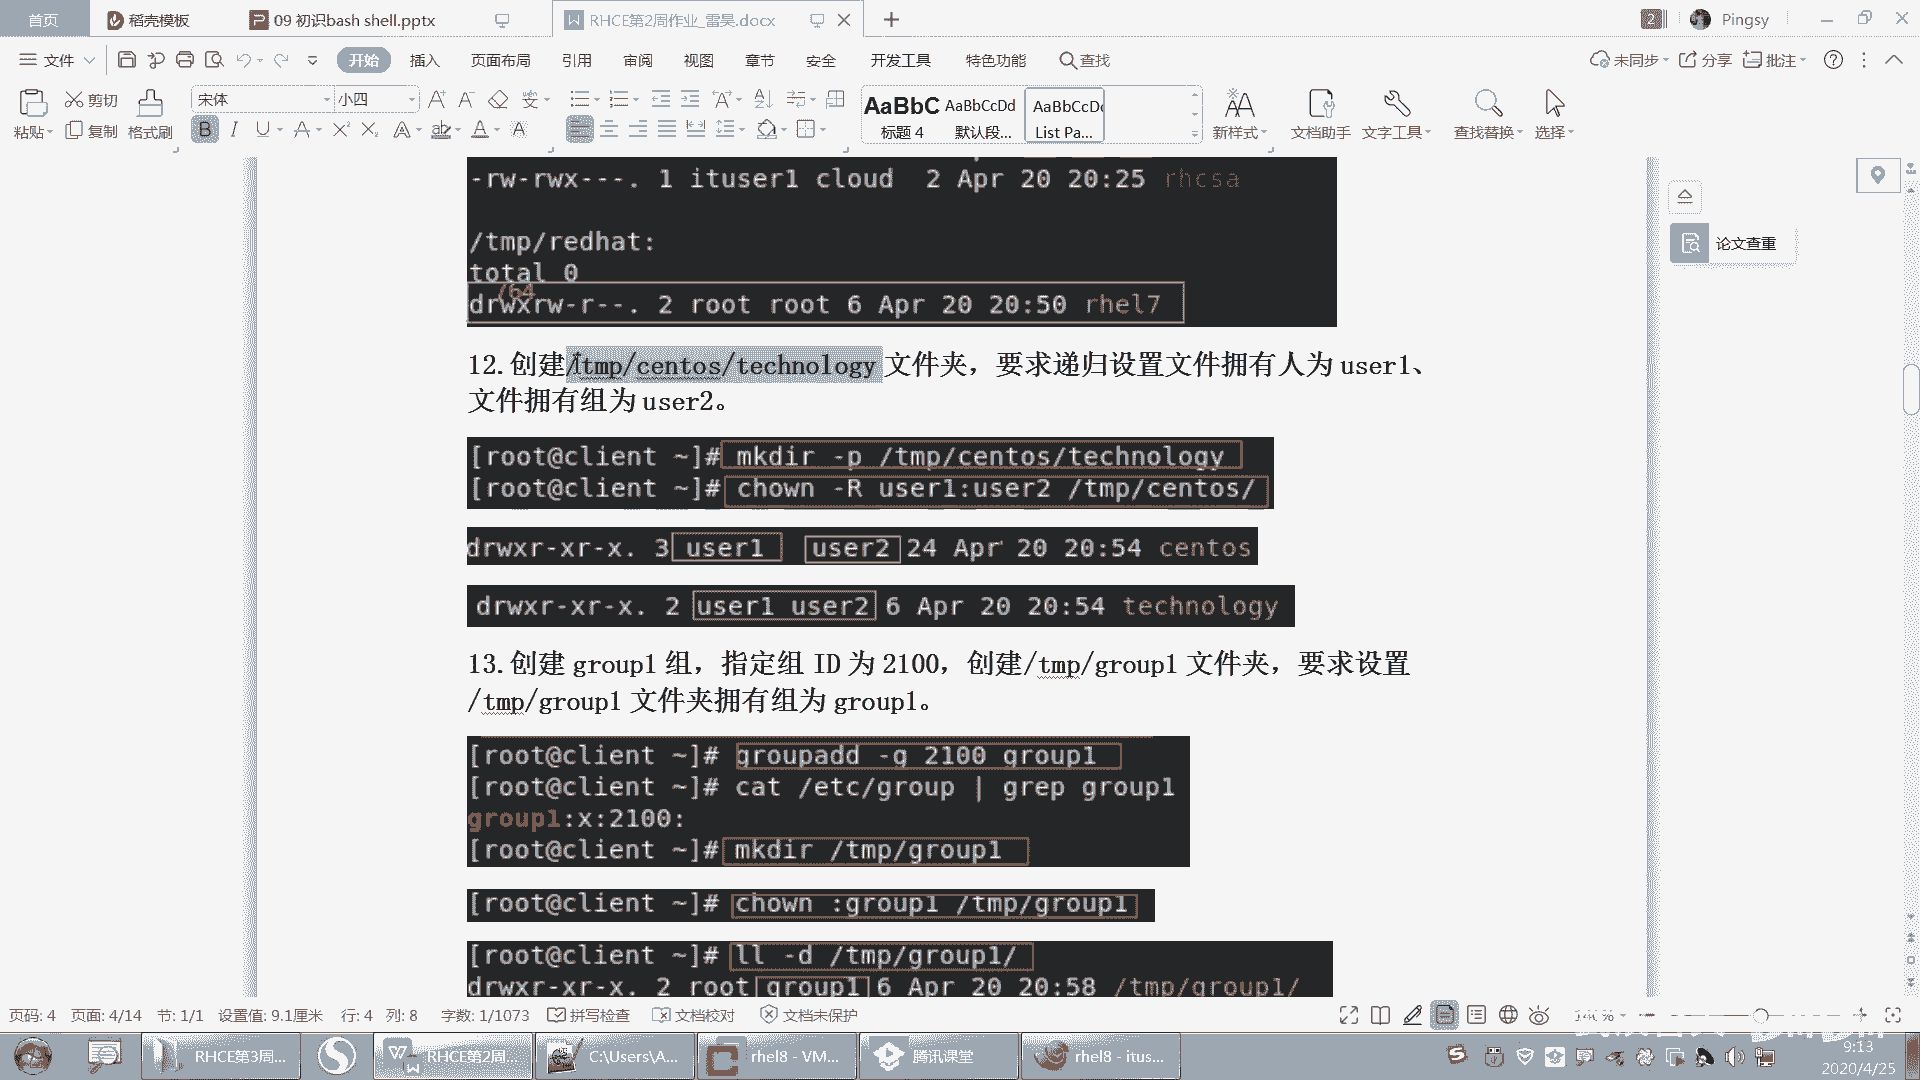 首页
稻壳模板
09 初识bash shell.pptx
RHCE第2周作业_雷昊.docx
2
Pingsy
文件
开始
插入
页面布局
引用
审阅
视图
章节
安全
开发工具
特色功能
查找
未同步
分享
批注
粘贴
剪切
复制
格式刷
宋体
小四
AaBbC
标题 4
AaBbCcDd
默认段...
AaBbCcD
List Pa...
新样式
文档助手
文字工具
查找替换
选择
论文查重
-rw-rwx---. 1 ituser1 cloud 2 Apr 20 20:25 rhcsa
/tmp/redhat:
total 0
drwxrw-r--. 2 root root 6 Apr 20 20:50 rhel7
12.创建/tmp/centos/technology 文件夹，要求递归设置文件拥有人为 user1、
文件拥有组为 user2。
[root@client ~]# mkdir -p /tmp/centos/technology
[root@client ~]# chown -R user1:user2 /tmp/centos/
drwxr-xr-x. 3 user1 user2 24 Apr 20 20:54 centos
drwxr-xr-x. 2 user1 user2 6 Apr 20 20:54 technology
13.创建 group1 组，指定组 ID 为 2100，创建/tmp/group1 文件夹，要求设置
/tmp/group1 文件夹拥有组为 group1。
[root@client ~]# groupadd -g 2100 group1
[root@client ~]# cat /etc/group | grep group1
group1:x:2100:
[root@client ~]# mkdir /tmp/group1
[root@client ~]# chown :group1 /tmp/group1
[root@client ~]# ll -d /tmp/group1/
drwxr-xr-x. 2 root group1 6 Apr 20 20:58 /tmp/group1/
页码: 4 页面: 4/14 节: 1/1 设置值: 9.1厘米 行: 4 列: 8 字数: 1/1073 拼写检查 文档校对 文档未保护
RHCE第3周...
RHCE第2周...
C:\Users\A...
rhel8 - VM...
腾讯课堂
rhel8 - itus...
9:13
2020/4/25